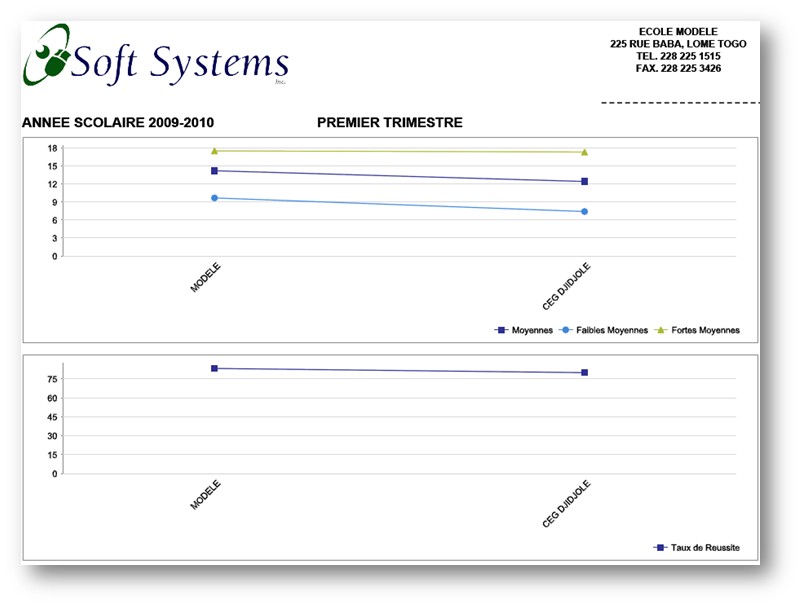 Soft Systems
Inc.
ECOLE MODELE
225 RUE BABA, LOME TOGO
TEL. 228 225 1515
FAX. 228 225 3426
ANNEE SCOLAIRE 2009-2010 PREMIER TRIMESTRE
18
15
12
9
6
3
0
MODELE CEG DJIDJOLE
Moyennes Faibles Moyennes Fortes Moyennes
75
60
45
30
15
0
MODELE CEG DJIDJOLE
Taux de Reussite